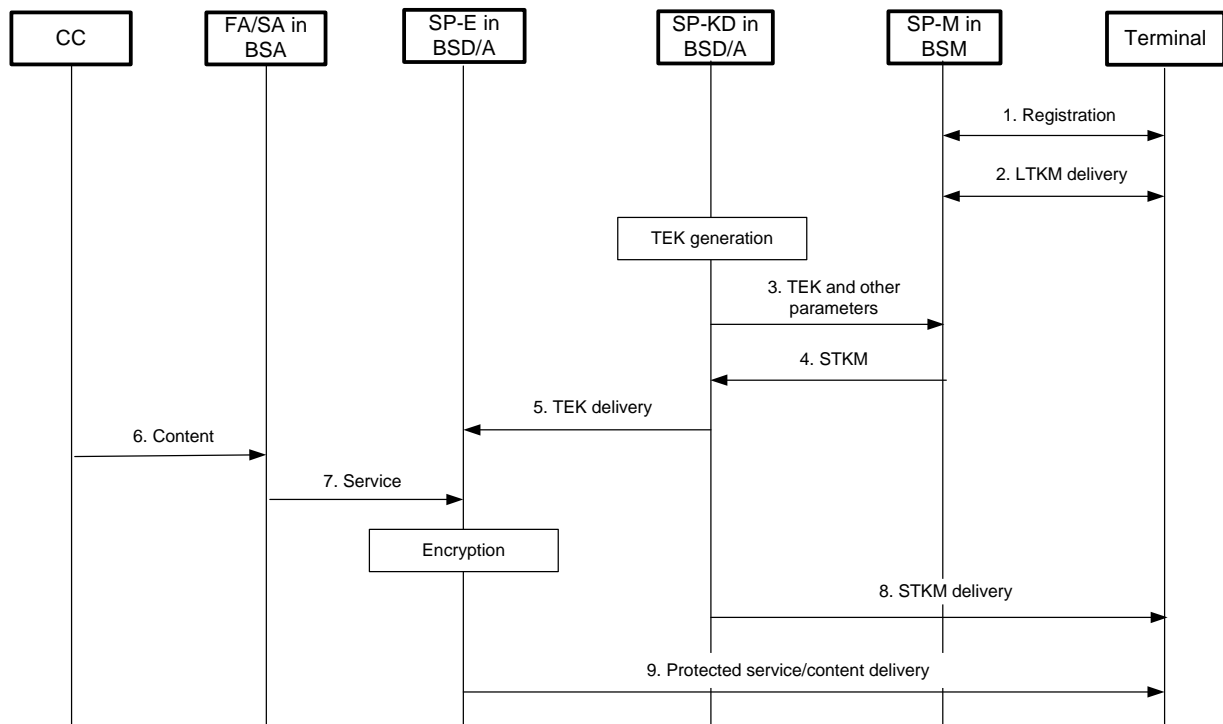 CC
FA/SA in
BSA
SP-E in
BSD/A
SP-KD in
BSD/A
SP-M in
BSM
Terminal
1. Registration
2. LTKM delivery
TEK generation
3. TEK and other
parameters
4. STKM
5. TEK delivery
6. Content
7. Service
Encryption
8. STKM delivery
9. Protected service/content delivery